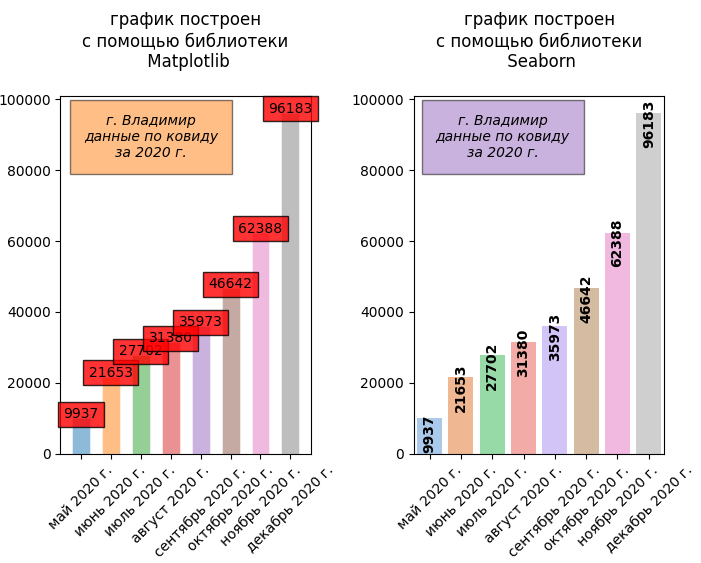 график построен
с помощью библиотеки
Matplotlib
100000
80000
60000
40000
20000
0
г. Владимир
данные по ковиду
за 2020 г.
9937
21653
27702
31380
35973
46642
62388
96183
май 2020 г.
июнь 2020 г.
июль 2020 г.
август 2020 г.
сентябрь 2020 г.
октябрь 2020 г.
ноябрь 2020 г.
декабрь 2020 г.
график построен
с помощью библиотеки
Seaborn
100000
80000
60000
40000
20000
0
г. Владимир
данные по ковиду
за 2020 г.
9937
21653
27702
31380
35973
46642
62388
96183
май 2020 г.
июнь 2020 г.
июль 2020 г.
август 2020 г.
сентябрь 2020 г.
октябрь 2020 г.
ноябрь 2020 г.
декабрь 2020 г.